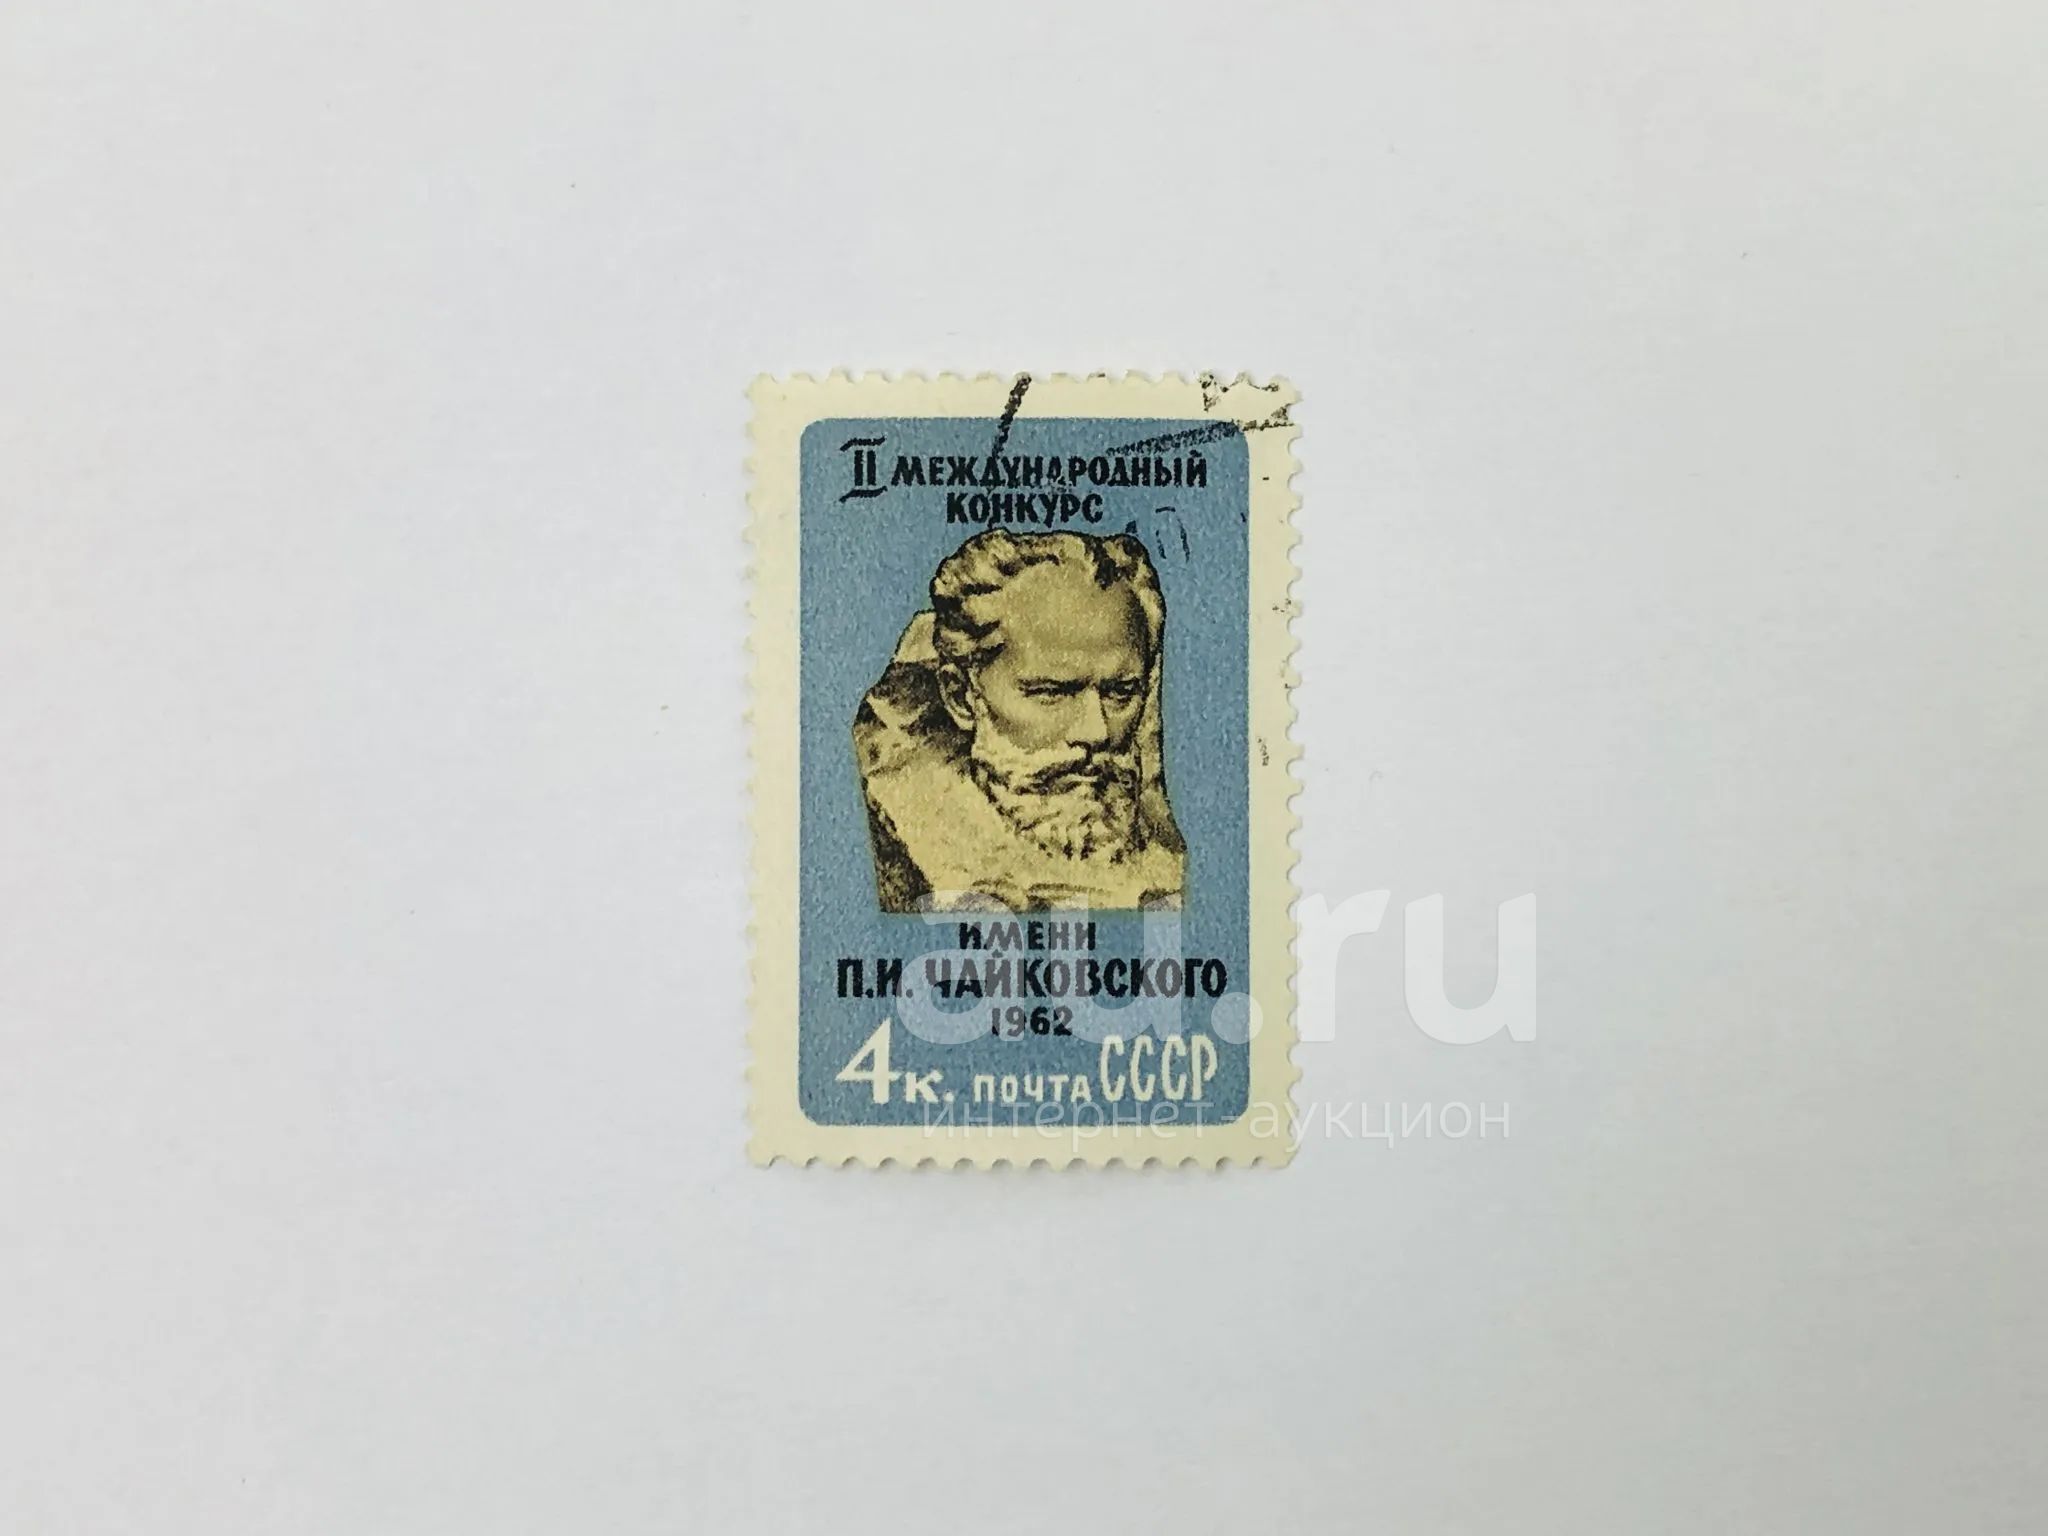 II МЕЖДУНАРОДНЫЙ
КОНКУРС
ИМЕНИ
П.И. ЧАЙКОВСКОГО
1962
4к. ПОЧТА СССР
au.ru
интернет-аукцион